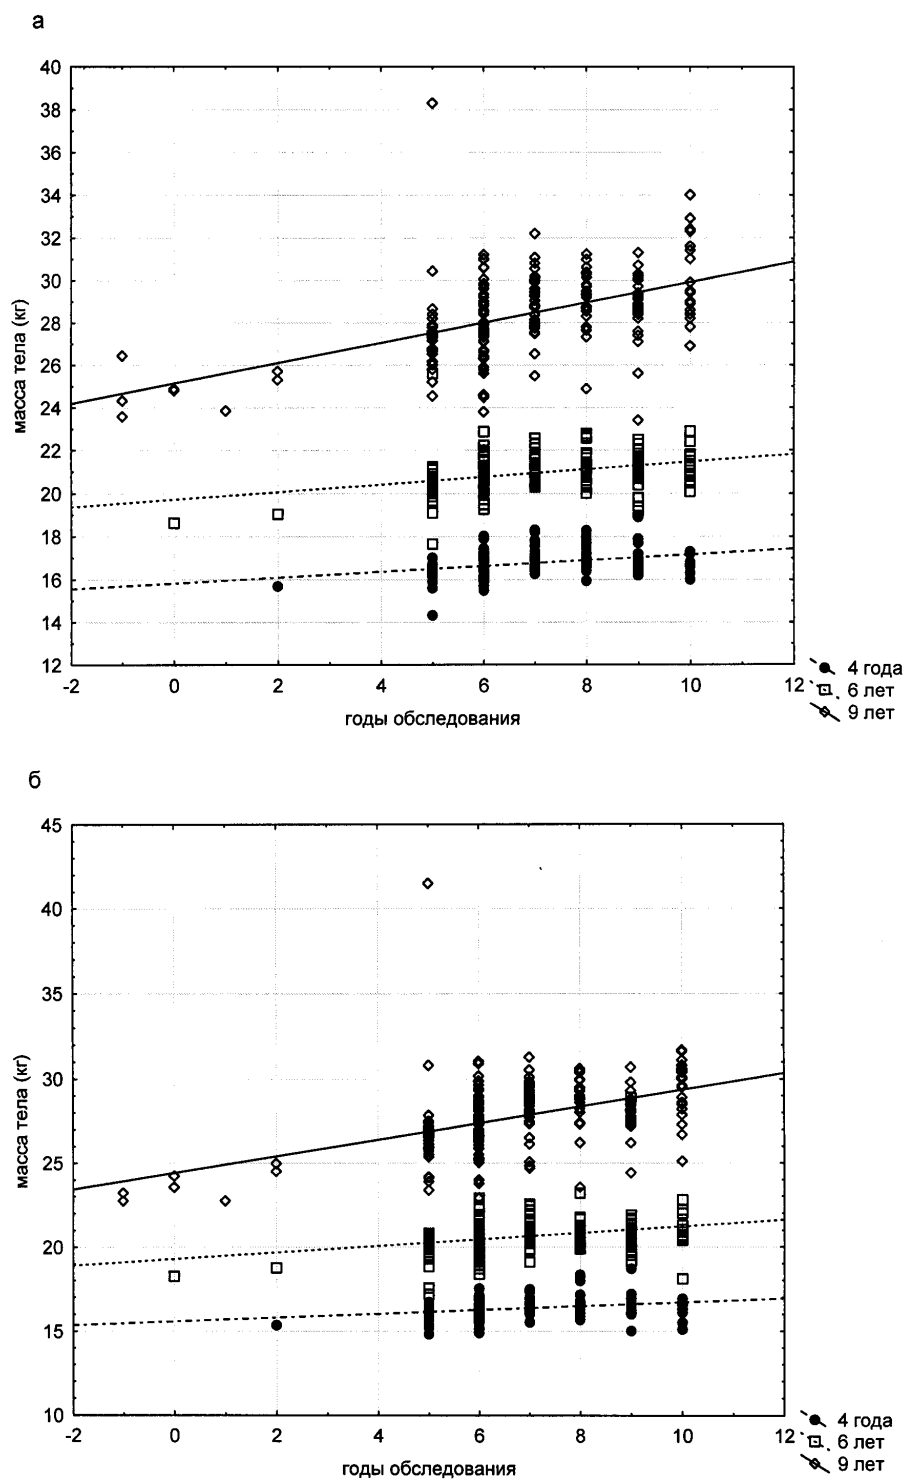 а
40
38
36
34
32
30
28
26
24
22
20
18
16
14
12
масса тела (кг)
-2 0 2 4 6 8 10 12
годы обследования
4 года
6 лет
9 лет
б
45
40
35
30
25
20
15
10
масса тела (кг)
-2 0 2 4 6 8 10 12
годы обследования
4 года
6 лет
9 лет